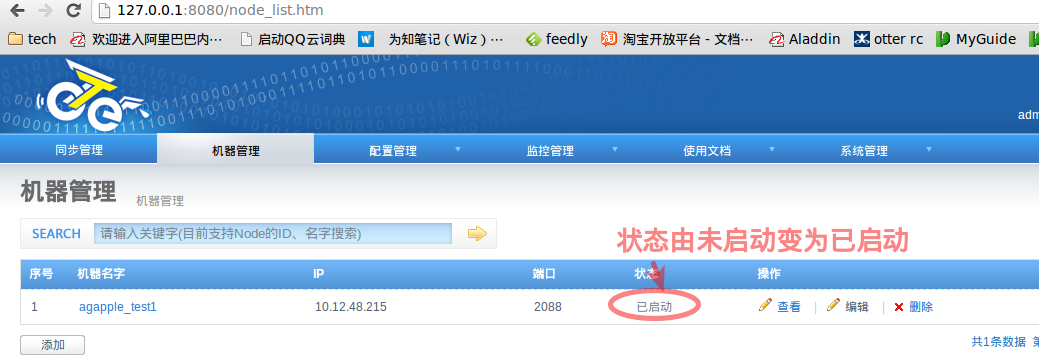 127.0.0.1:8080/node_list.htm
tech 欢迎进入阿里巴巴内··· 启动QQ云词典 为知笔记（Wiz）··· feedly 淘宝开放平台 - 文档··· Aladdin otter rc MyGuide
adm
同步管理 机器管理 配置管理 监控管理 使用文档 系统管理
机器管理 机器管理
SEARCH 请输入关键字(目前支持Node的ID、名字搜索)
状态由未启动变为已启动
序号 机器名字 IP 端口 状态 操作
1 agapple_test1 10.12.48.215 2088 已启动 查看 | 编辑 | 删除
添加
共1条数据 第